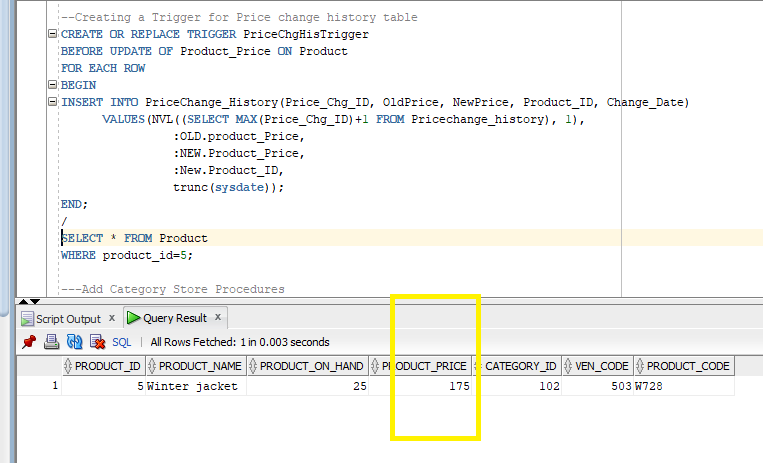 --Creating a Trigger for Price change history table
CREATE OR REPLACE TRIGGER PriceChgHisTrigger
BEFORE UPDATE OF Product_Price ON Product
FOR EACH ROW
BEGIN
INSERT INTO PriceChange_History(Price_Chg_ID, OldPrice, NewPrice, Product_ID, Change_Date)
VALUES(NVL((SELECT MAX(Price_Chg_ID)+1 FROM Pricechange_history), 1),
:OLD.product_Price,
:NEW.Product_Price,
:New.Product_ID,
trunc(sysdate));
END;
/
SELECT * FROM Product
WHERE product_id=5;
---Add Category Store Procedures
Script Output x Query Result x
SQL | All Rows Fetched: 1 in 0.003 seconds
PRODUCT_ID PRODUCT_NAME PRODUCT_ON_HAND PRODUCT_PRICE CATEGORY_ID VEN_CODE PRODUCT_CODE
1 5 Winter jacket 25 175 102 503 W728